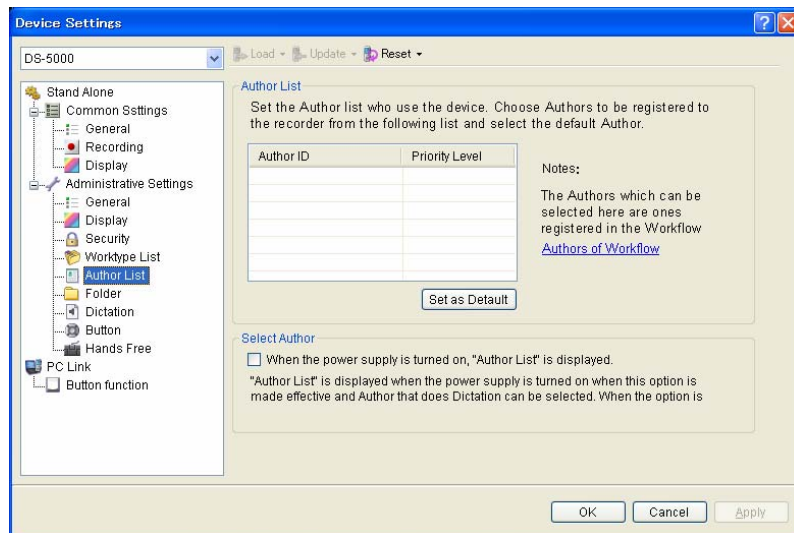 Device Settings
DS-5000
Load
Update
Reset
Stand Alone
Common Ssttings
General
Recording
Display
Administrative Settings
General
Display
Security
Worktype List
Author List
Folder
Dictation
Button
Hands Free
PC Link
Button function
Author List
Set the Author list who use the device. Choose Authors to be registered to
the recorder from the following list and select the default Author.
Author ID Priority Level
Notes:
The Authors which can be
selected here are ones
registered in the Workflow
Authors of Workflow
Set as Default
Select Author
When the power supply is turned on, "Author List" is displayed.
"Author List" is displayed when the power supply is turned on when this option is
made effective and Author that does Dictation can be selected. When the option is
OK Cancel Apply